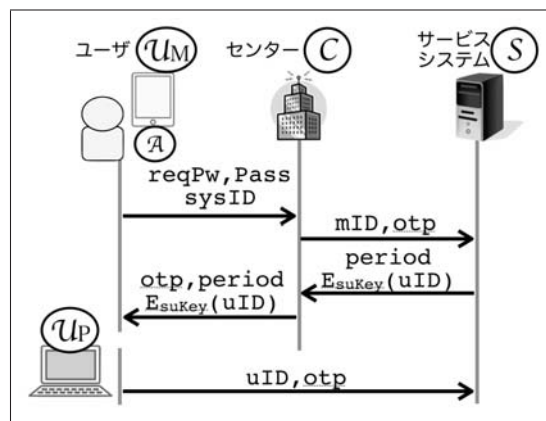 ユーザ 𝒰M
センター 𝒞
サービス
システム 𝒮
𝒜
reqPw,Pass
sysID
mID,otp
period
EsuKey(uID)
otp,period
EsuKey(uID)
𝒰P
uID,otp